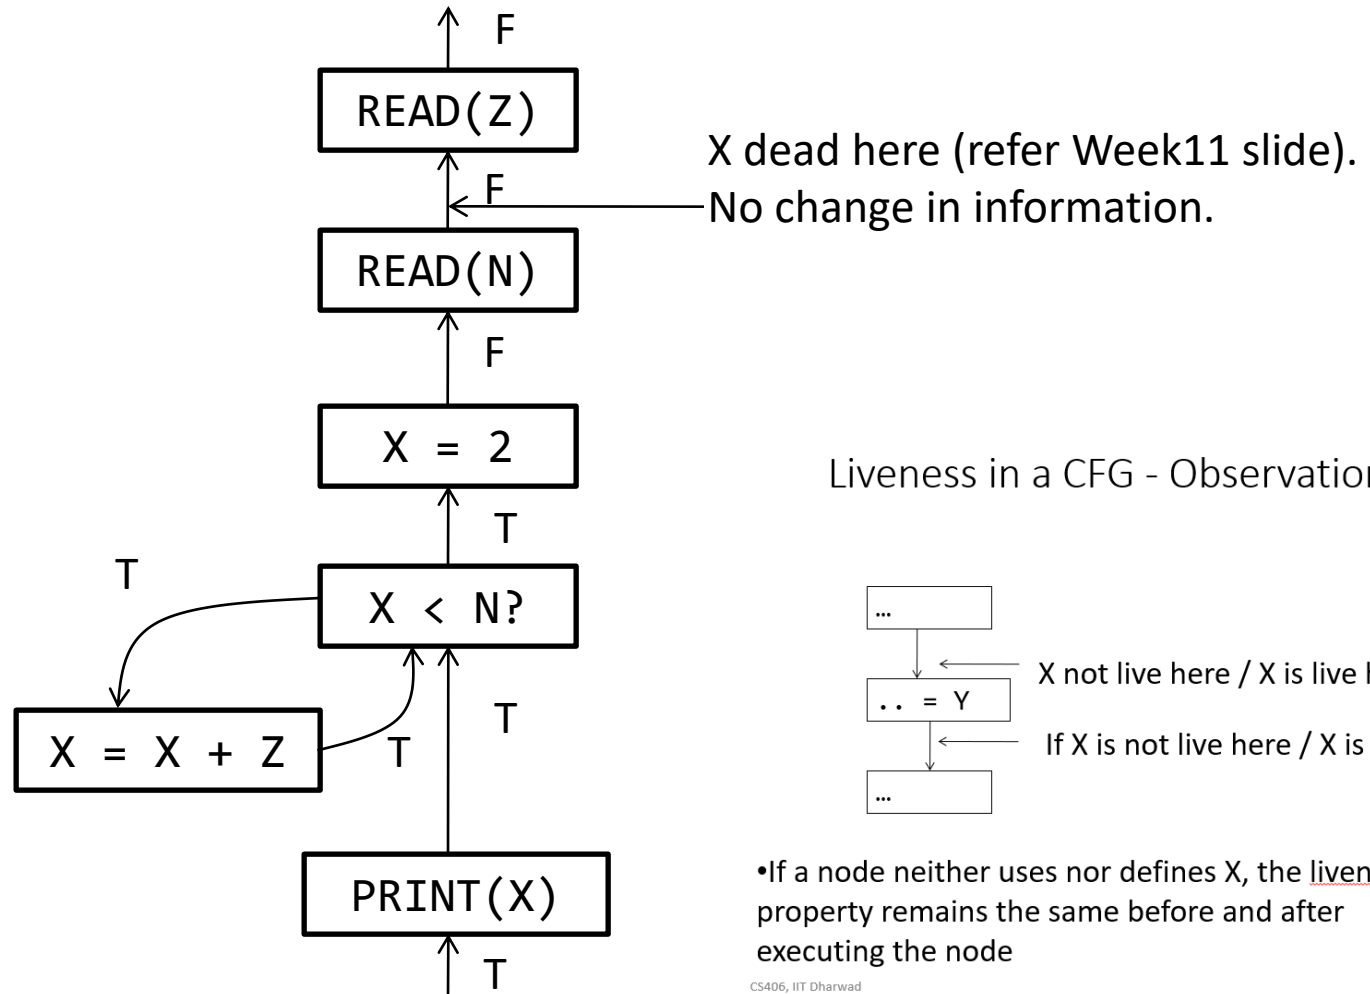 F
READ(Z)
X dead here (refer Week11 slide).
F
No change in information.
READ(N)
F
X = 2
Liveness in a CFG - Observation
T
T
X < N?
…
X not live here / X is live
.. = Y
T
X = X + Z
T
If X is not live here / X is
…
•If a node neither uses nor defines X, the
PRINT(X)
property remains the same before and after
executing the node
T
CS406, IIT Dharwad